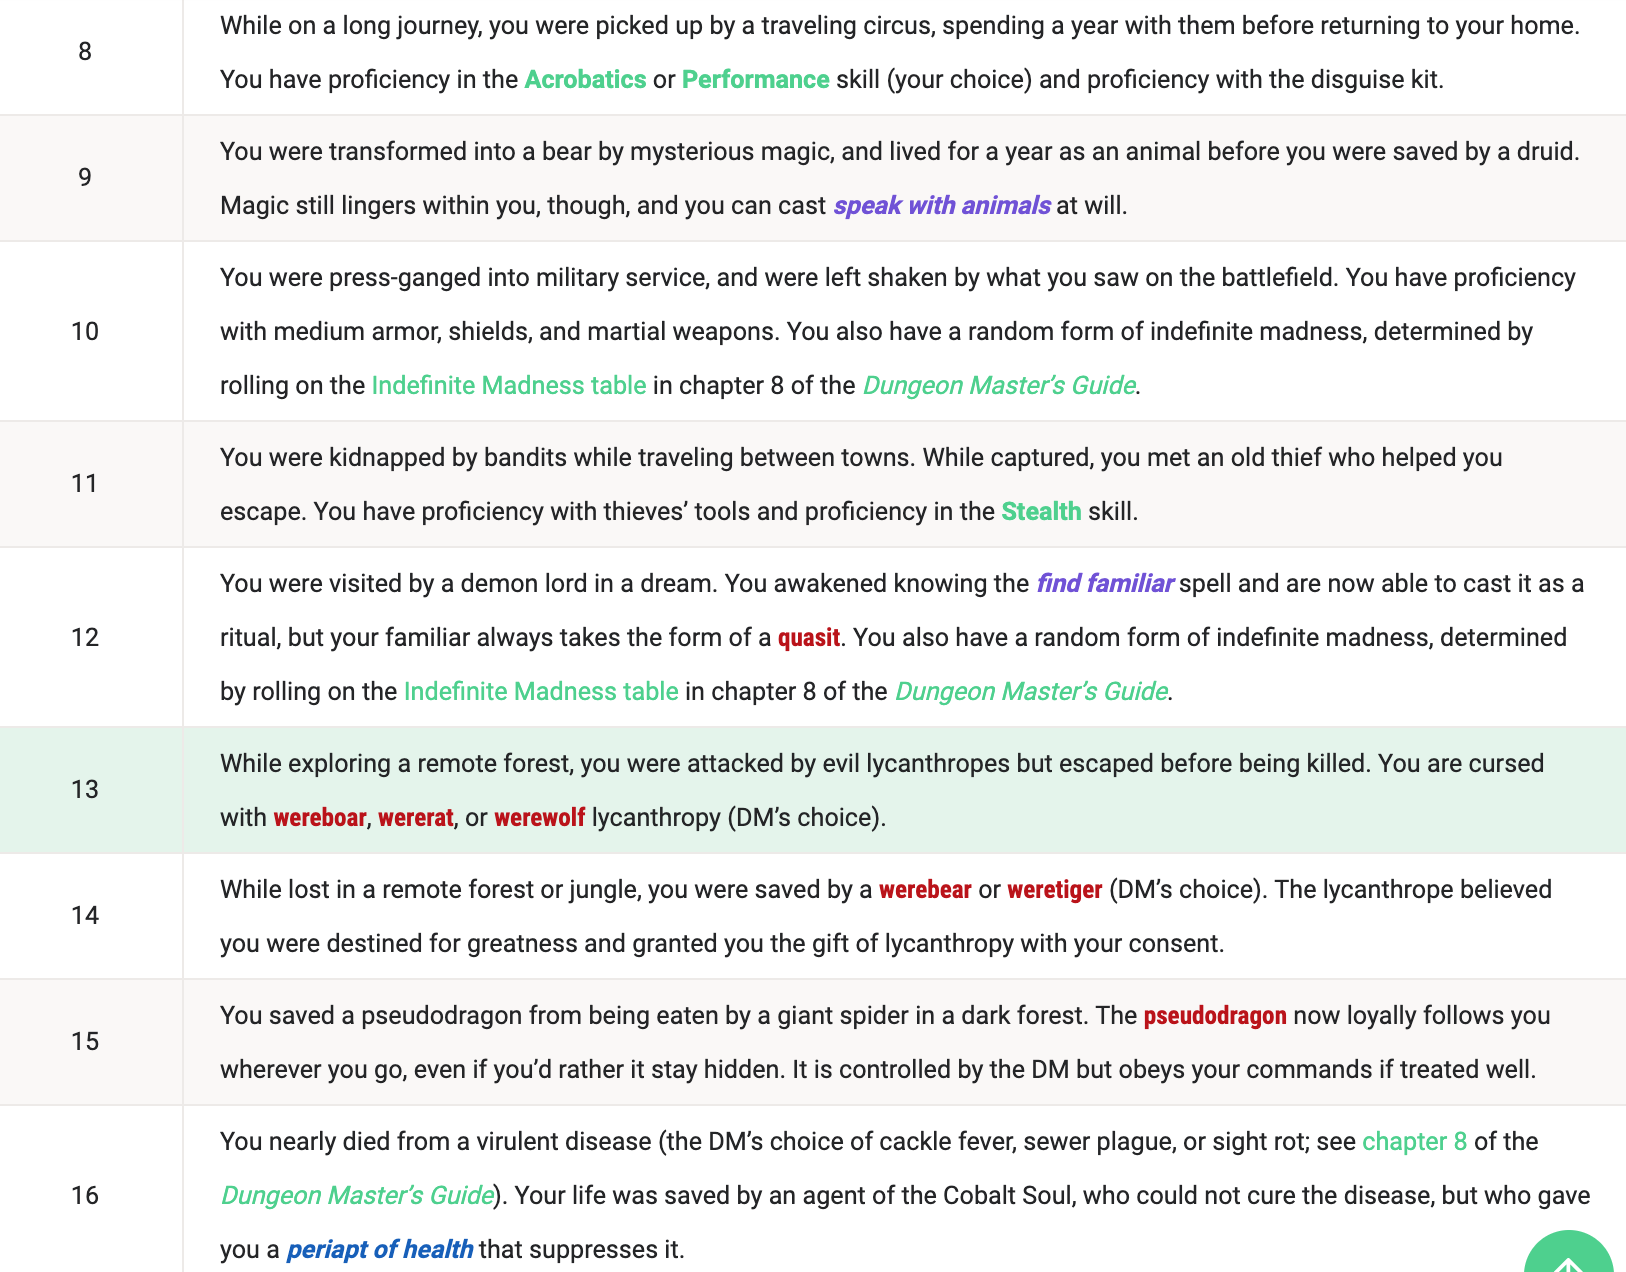 8
While on a long journey, you were picked up by a traveling circus, spending a year with them before returning to your home.
You have proficiency in the Acrobatics or Performance skill (your choice) and proficiency with the disguise kit.
9
You were transformed into a bear by mysterious magic, and lived for a year as an animal before you were saved by a druid.
Magic still lingers within you, though, and you can cast speak with animals at will.
10
You were press-ganged into military service, and were left shaken by what you saw on the battlefield. You have proficiency
with medium armor, shields, and martial weapons. You also have a random form of indefinite madness, determined by
rolling on the Indefinite Madness table in chapter 8 of the Dungeon Master’s Guide.
11
You were kidnapped by bandits while traveling between towns. While captured, you met an old thief who helped you
escape. You have proficiency with thieves’ tools and proficiency in the Stealth skill.
12
You were visited by a demon lord in a dream. You awakened knowing the find familiar spell and are now able to cast it as a
ritual, but your familiar always takes the form of a quasit. You also have a random form of indefinite madness, determined
by rolling on the Indefinite Madness table in chapter 8 of the Dungeon Master’s Guide.
13
While exploring a remote forest, you were attacked by evil lycanthropes but escaped before being killed. You are cursed
with wereboar, wererat, or werewolf lycanthropy (DM’s choice).
14
While lost in a remote forest or jungle, you were saved by a werebear or weretiger (DM’s choice). The lycanthrope believed
you were destined for greatness and granted you the gift of lycanthropy with your consent.
15
You saved a pseudodragon from being eaten by a giant spider in a dark forest. The pseudodragon now loyally follows you
wherever you go, even if you’d rather it stay hidden. It is controlled by the DM but obeys your commands if treated well.
16
You nearly died from a virulent disease (the DM’s choice of cackle fever, sewer plague, or sight rot; see chapter 8 of the
Dungeon Master’s Guide). Your life was saved by an agent of the Cobalt Soul, who could not cure the disease, but who gave
you a periapt of health that suppresses it.